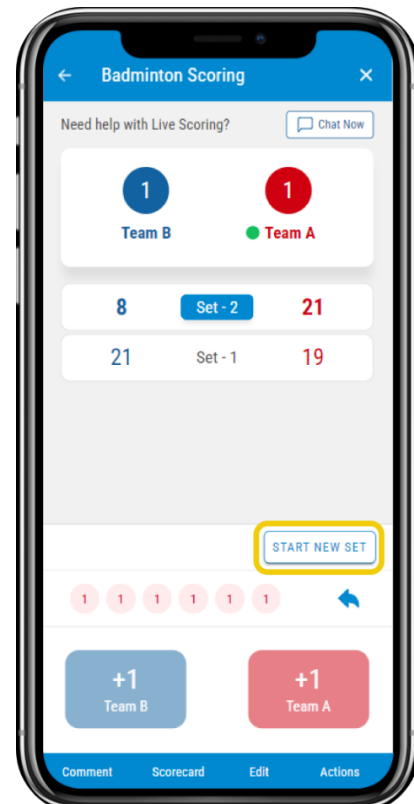 Badminton Scoring
Need help with Live Scoring? Chat Now
1 1
Team B Team A
8 Set - 2 21
21 Set - 1 19
START NEW SET
1 1 1 1 1 1
+1 +1
Team B Team A
Comment Scorecard Edit Actions